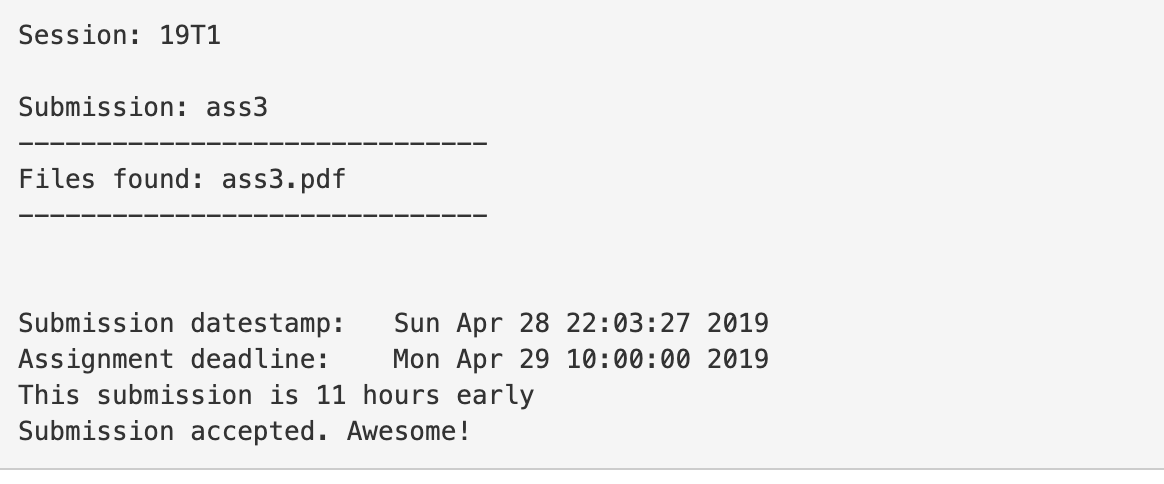 Session: 19T1
Submission: ass3
------------------------------
Files found: ass3.pdf
------------------------------
Submission datestamp:   Sun Apr 28 22:03:27 2019
Assignment deadline:    Mon Apr 29 10:00:00 2019
This submission is 11 hours early
Submission accepted. Awesome!